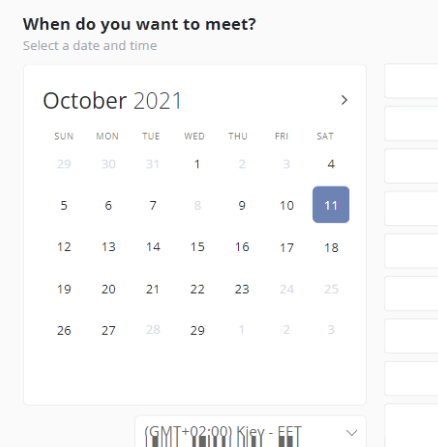 When do you want to meet?
Select a date and time
October 2021
SUN MON TUE WED THU FRI SAT
29 30 31 1 2 3 4
5 6 7 8 9 10 11
12 13 14 15 16 17 18
19 20 21 22 23 24 25
26 27 28 29 1 2 3
(GMT+02:00) Kiev - EET